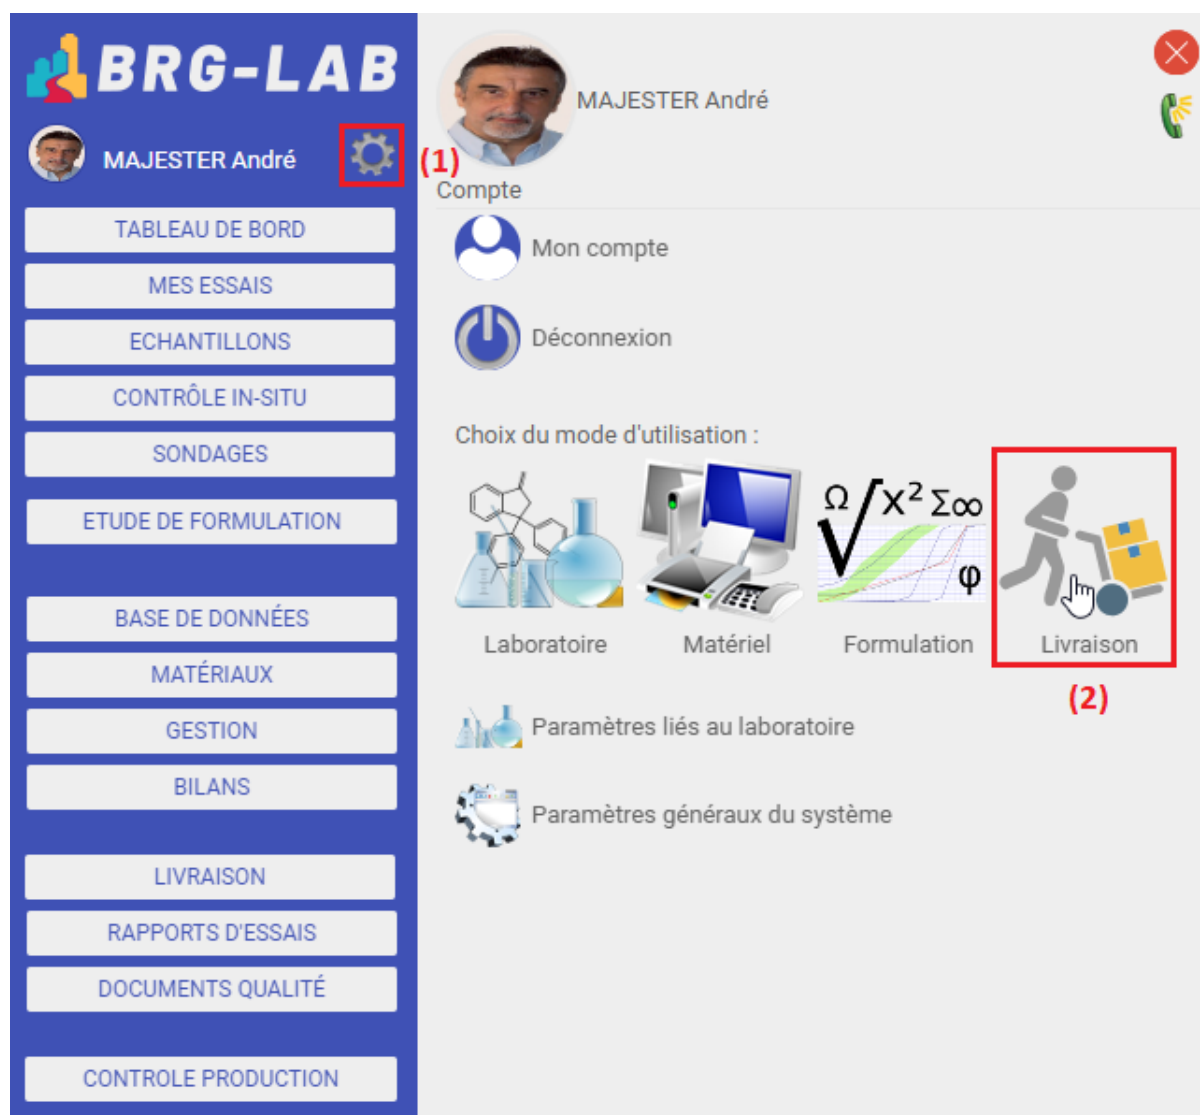 BRG-LAB
MAJESTER André
(1)
TABLEAU DE BORD
MES ESSAIS
ECHANTILLONS
CONTRÔLE IN-SITU
SONDAGES
ETUDE DE FORMULATION
BASE DE DONNÉES
MATÉRIAUX
GESTION
BILANS
LIVRAISON
RAPPORTS D'ESSAIS
DOCUMENTS QUALITÉ
CONTROLE PRODUCTION
MAJESTER André
Compte
Mon compte
Déconnexion
Choix du mode d'utilisation :
Ω √ X² Σ∞
φ
Laboratoire Matériel Formulation Livraison
(2)
Paramètres liés au laboratoire
Paramètres généraux du système